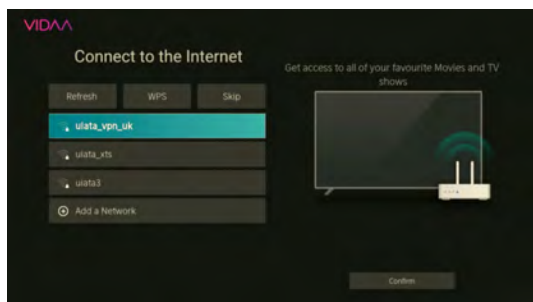 VIDAA
Connect to the Internet
Refresh
WPS
Skip
ulata_vpn_uk
ulata_xts
ulata3
Add a Network
Get access to all of your favourite Movies and TV
shows
Confirm